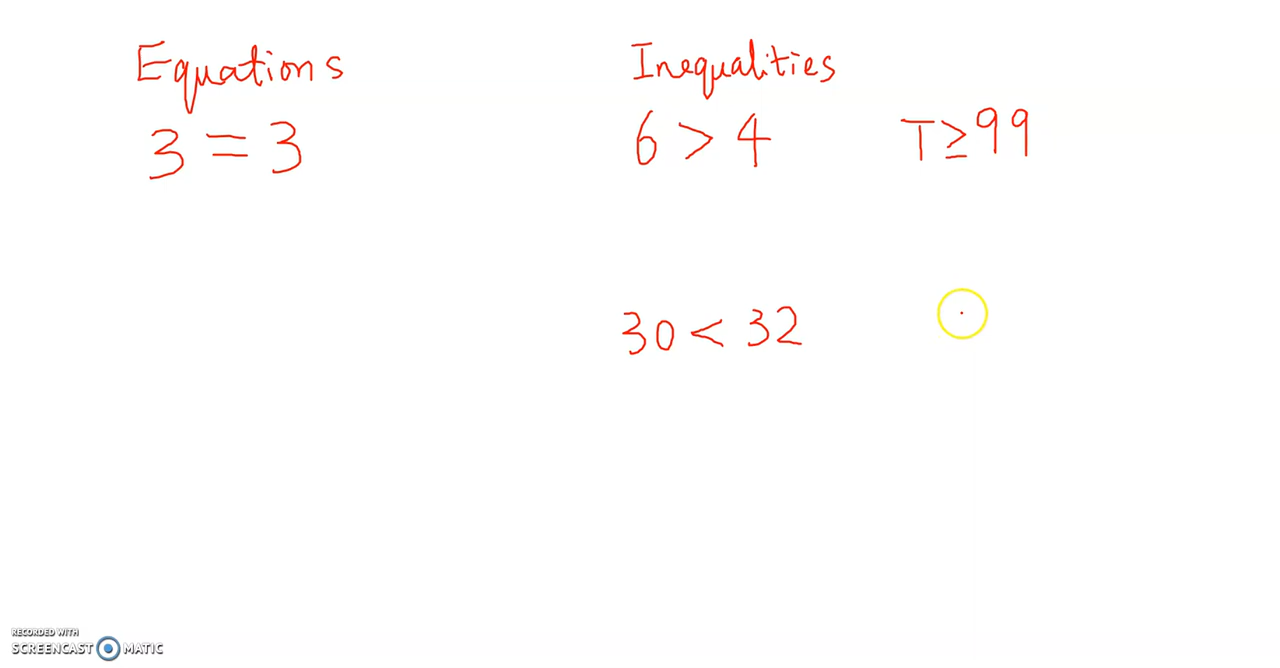 Equations
Inequalities
3 = 3
6 > 4
T ≥ 99
30 < 32
RECORDED WITH
SCREENCAST MATIC